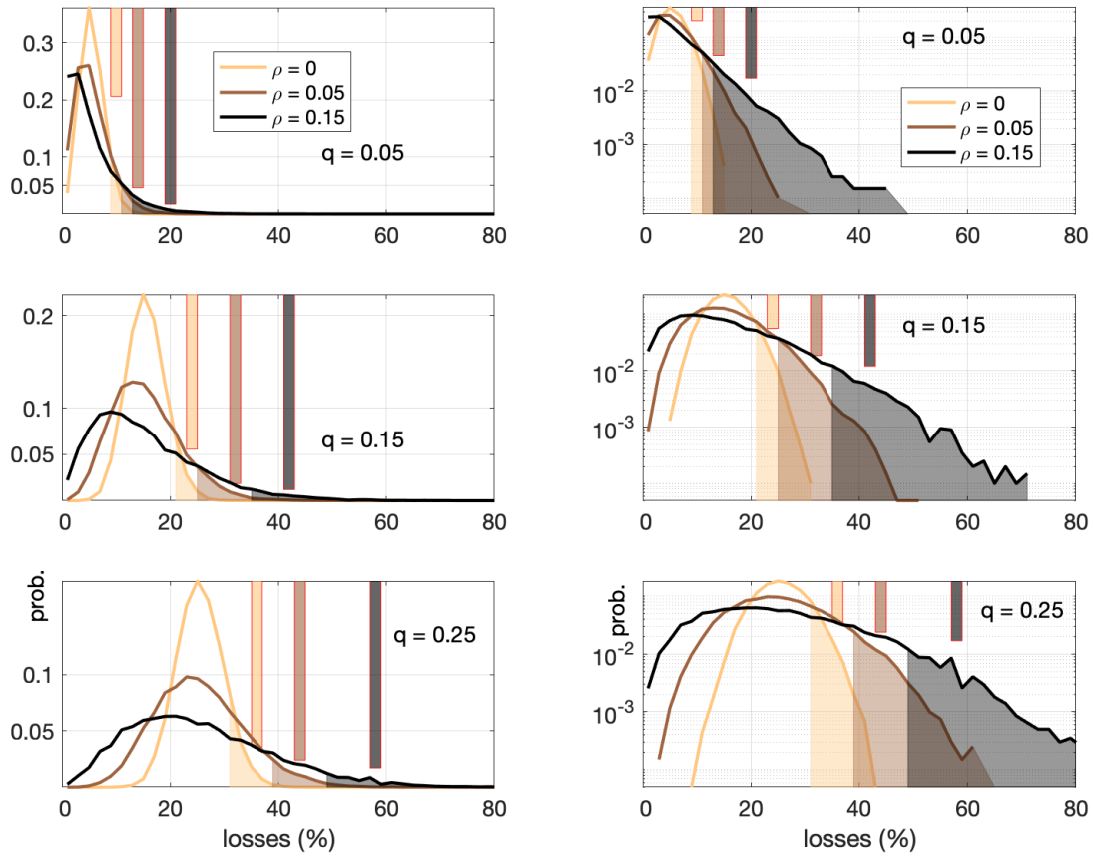 0.3
0.2
0.1
0.05
ρ = 0
ρ = 0.05
ρ = 0.15
q = 0.05
0 20 40 60 80
10-2
10-3
q = 0.05
ρ = 0
ρ = 0.05
ρ = 0.15
0 20 40 60 80
0.2
0.1
0.05
q = 0.15
0 20 40 60 80
10-2
10-3
q = 0.15
0 20 40 60 80
prob.
0.1
0.05
q = 0.25
0 20 40 60 80
losses (%)
prob.
10-2
10-3
q = 0.25
0 20 40 60 80
losses (%)